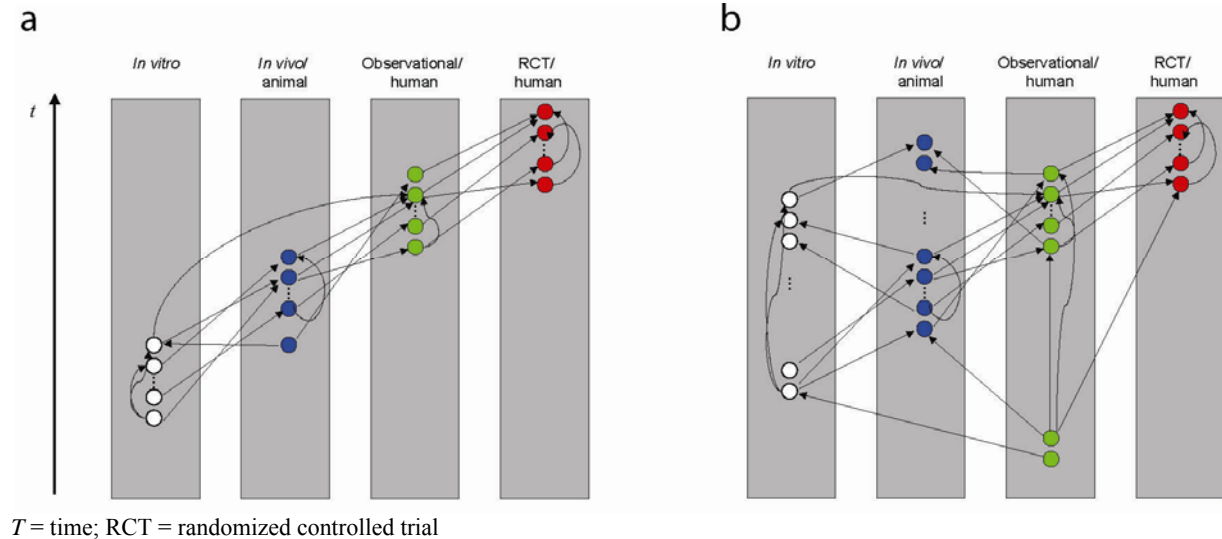 a
In vitro
In vivo/
animal
Observational/
human
RCT/
human
t
b
In vitro
In vivo/
animal
Observational/
human
RCT/
human
T = time; RCT = randomized controlled trial